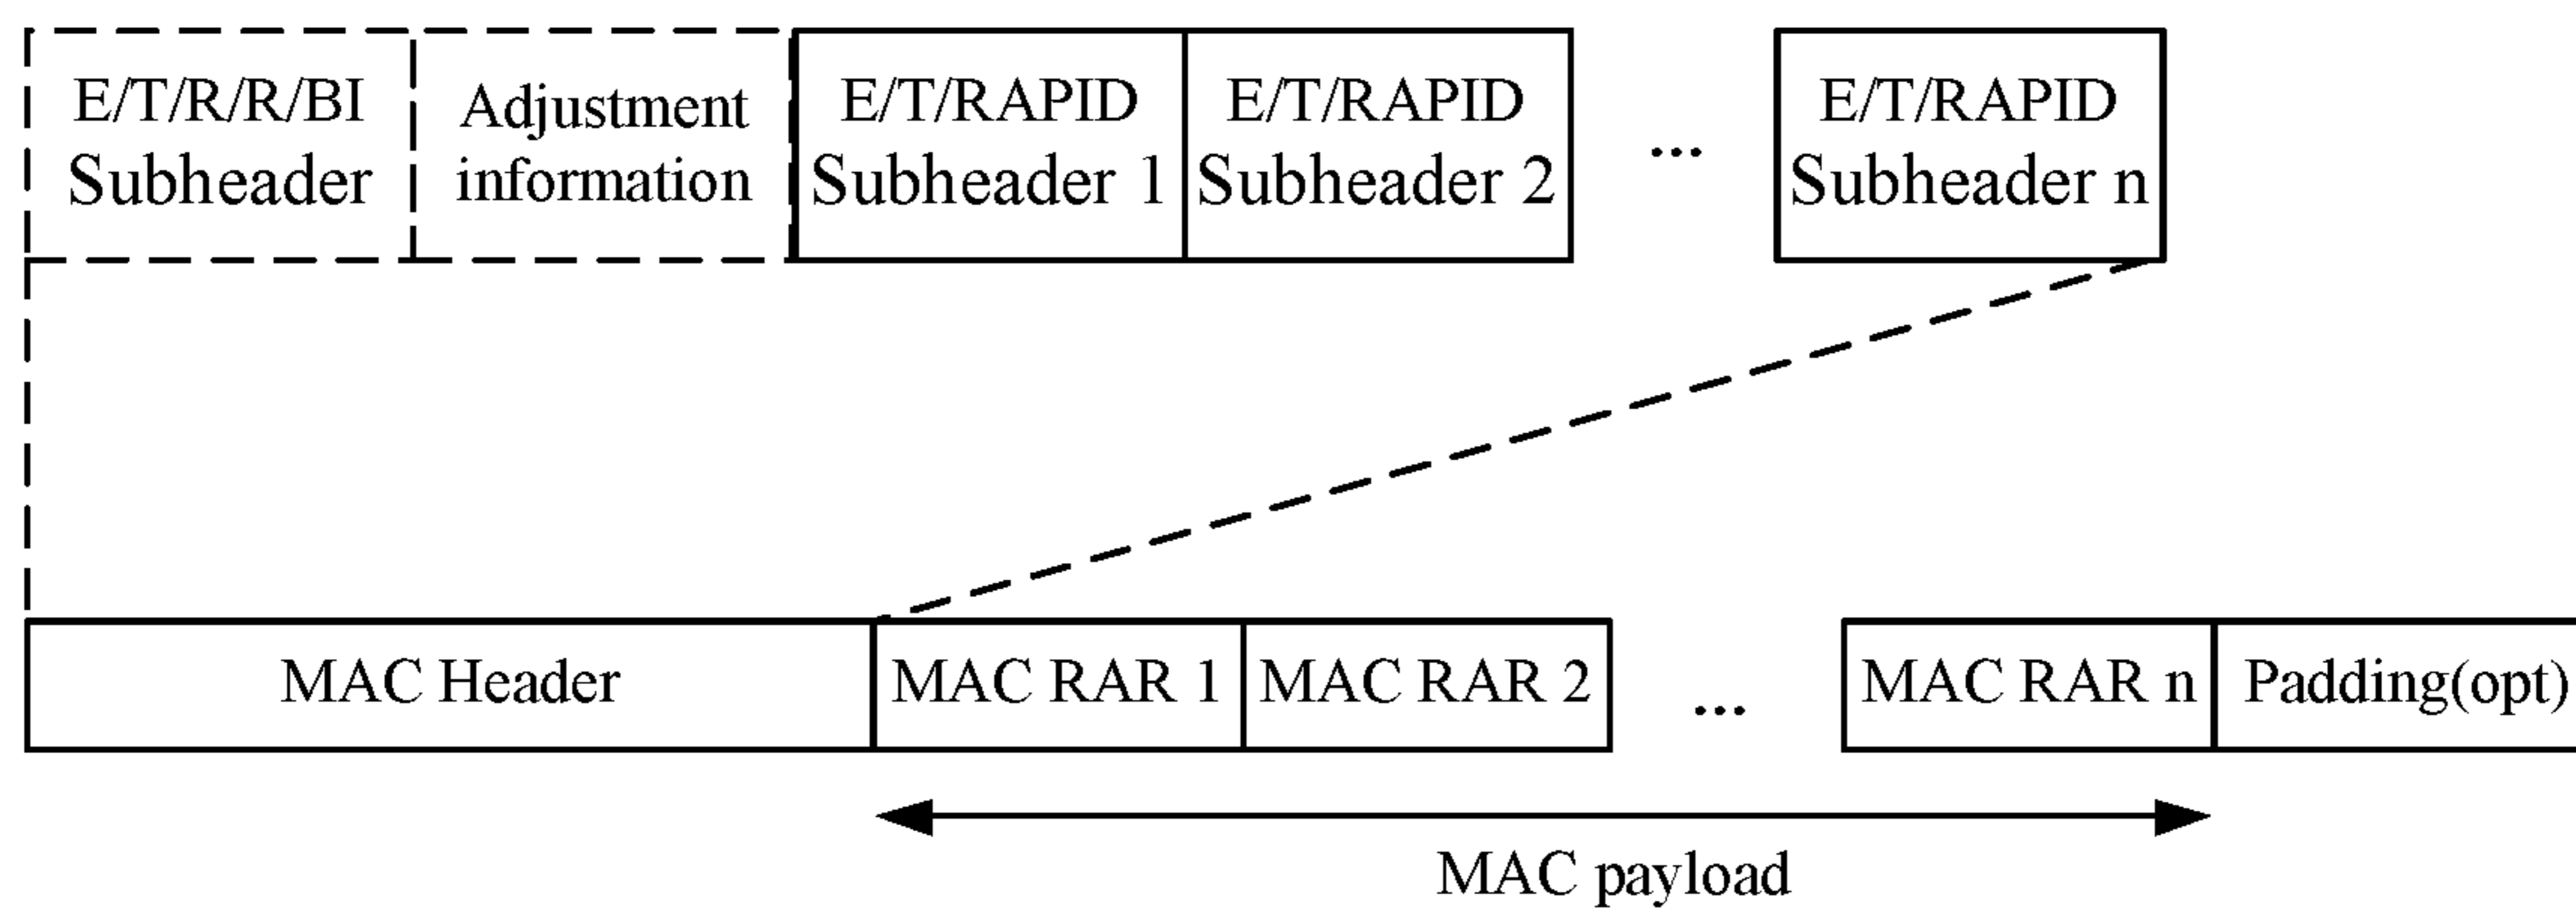 E/T/R/R/BI
Subheader
Adjustment
information
E/T/RAPID
Subheader 1
E/T/RAPID
Subheader 2
...
E/T/RAPID
Subheader n
MAC Header
MAC RAR 1
MAC RAR 2
...
MAC RAR n
Padding(opt)
MAC payload